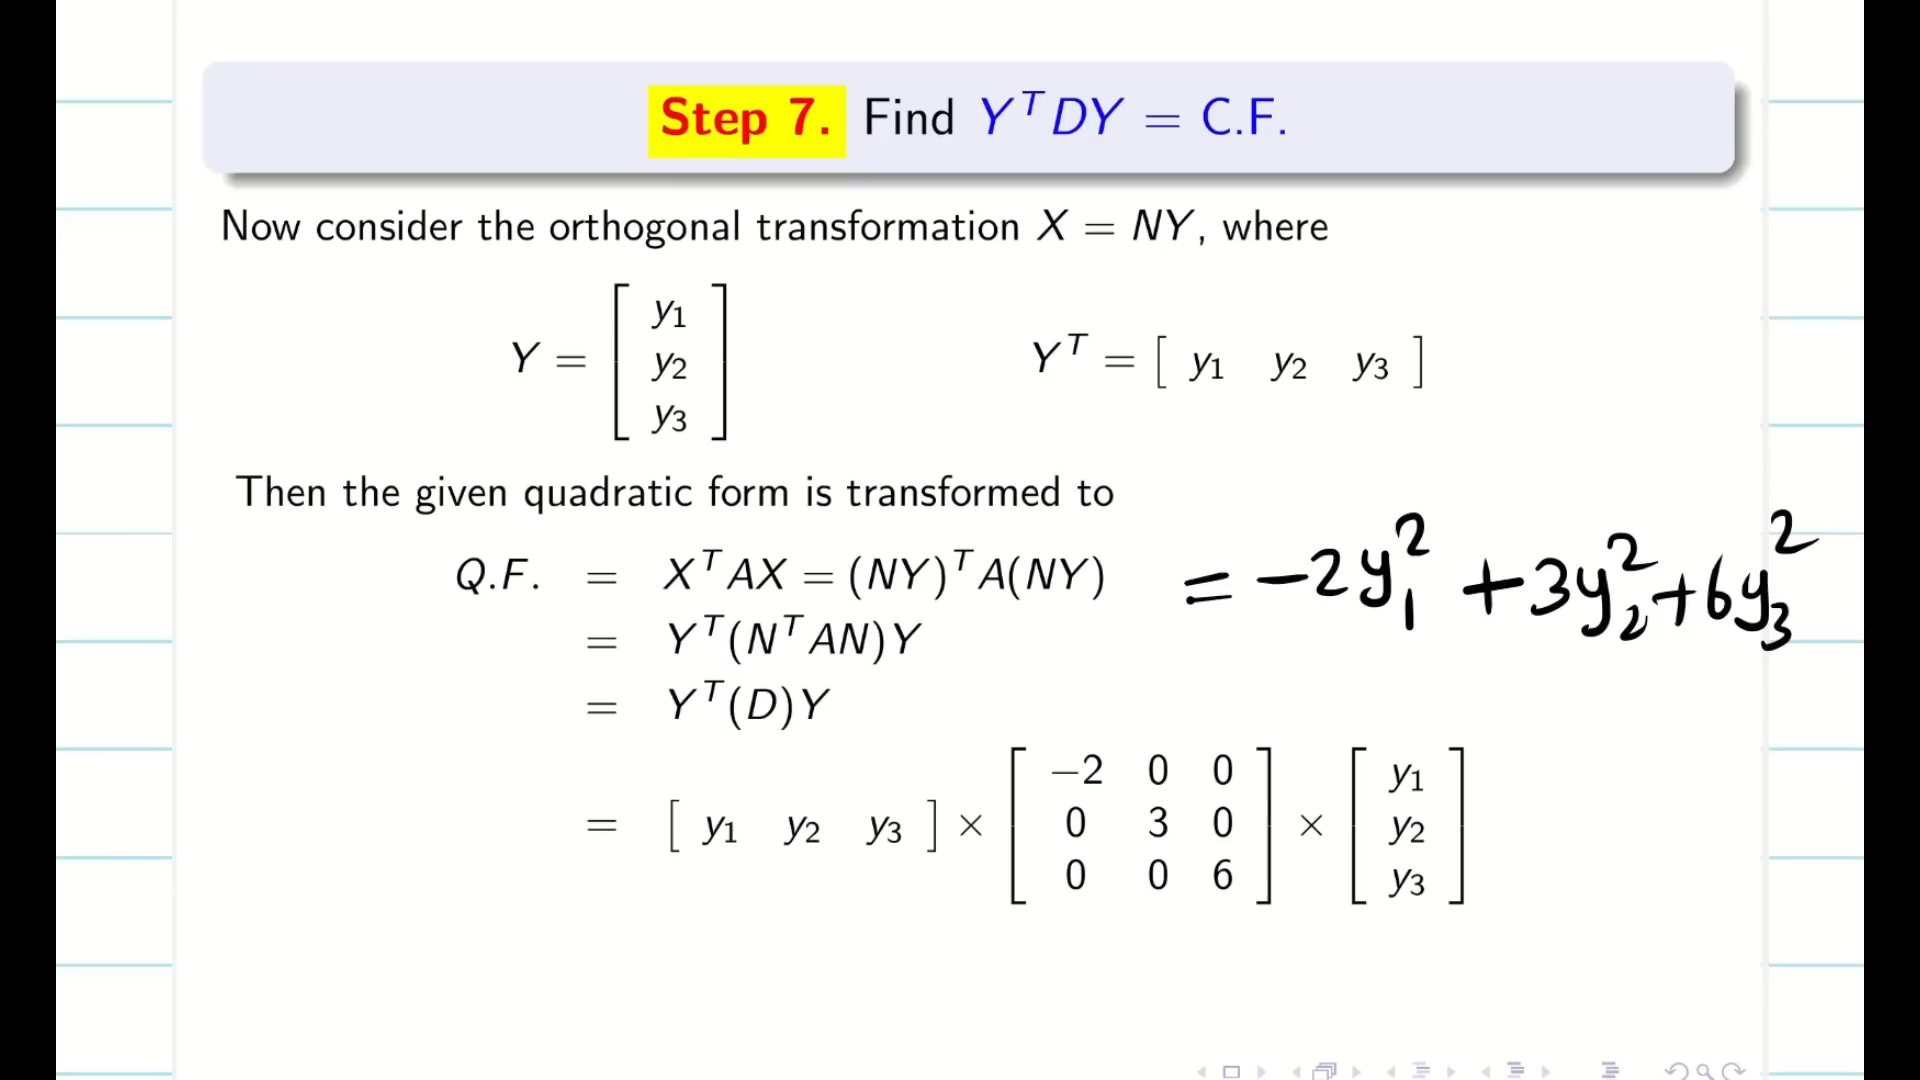 Step 7. Find Y^T DY = C.F.
Now consider the orthogonal transformation X = NY, where
Y = [ y₁ y₂ y₃ ] Y^T = [ y₁ y₂ y₃ ]
Then the given quadratic form is transformed to
Q.F. = X^T AX = (NY)^T A(NY) = −2y₁² + 3y₂² + 6y₃²
= Y^T (N^T AN)Y
= Y^T (D)Y
= [ y₁ y₂ y₃ ] × [ −2 0 0
0 3 0
0 0 6 ] × [ y₁
y₂
y₃ ]